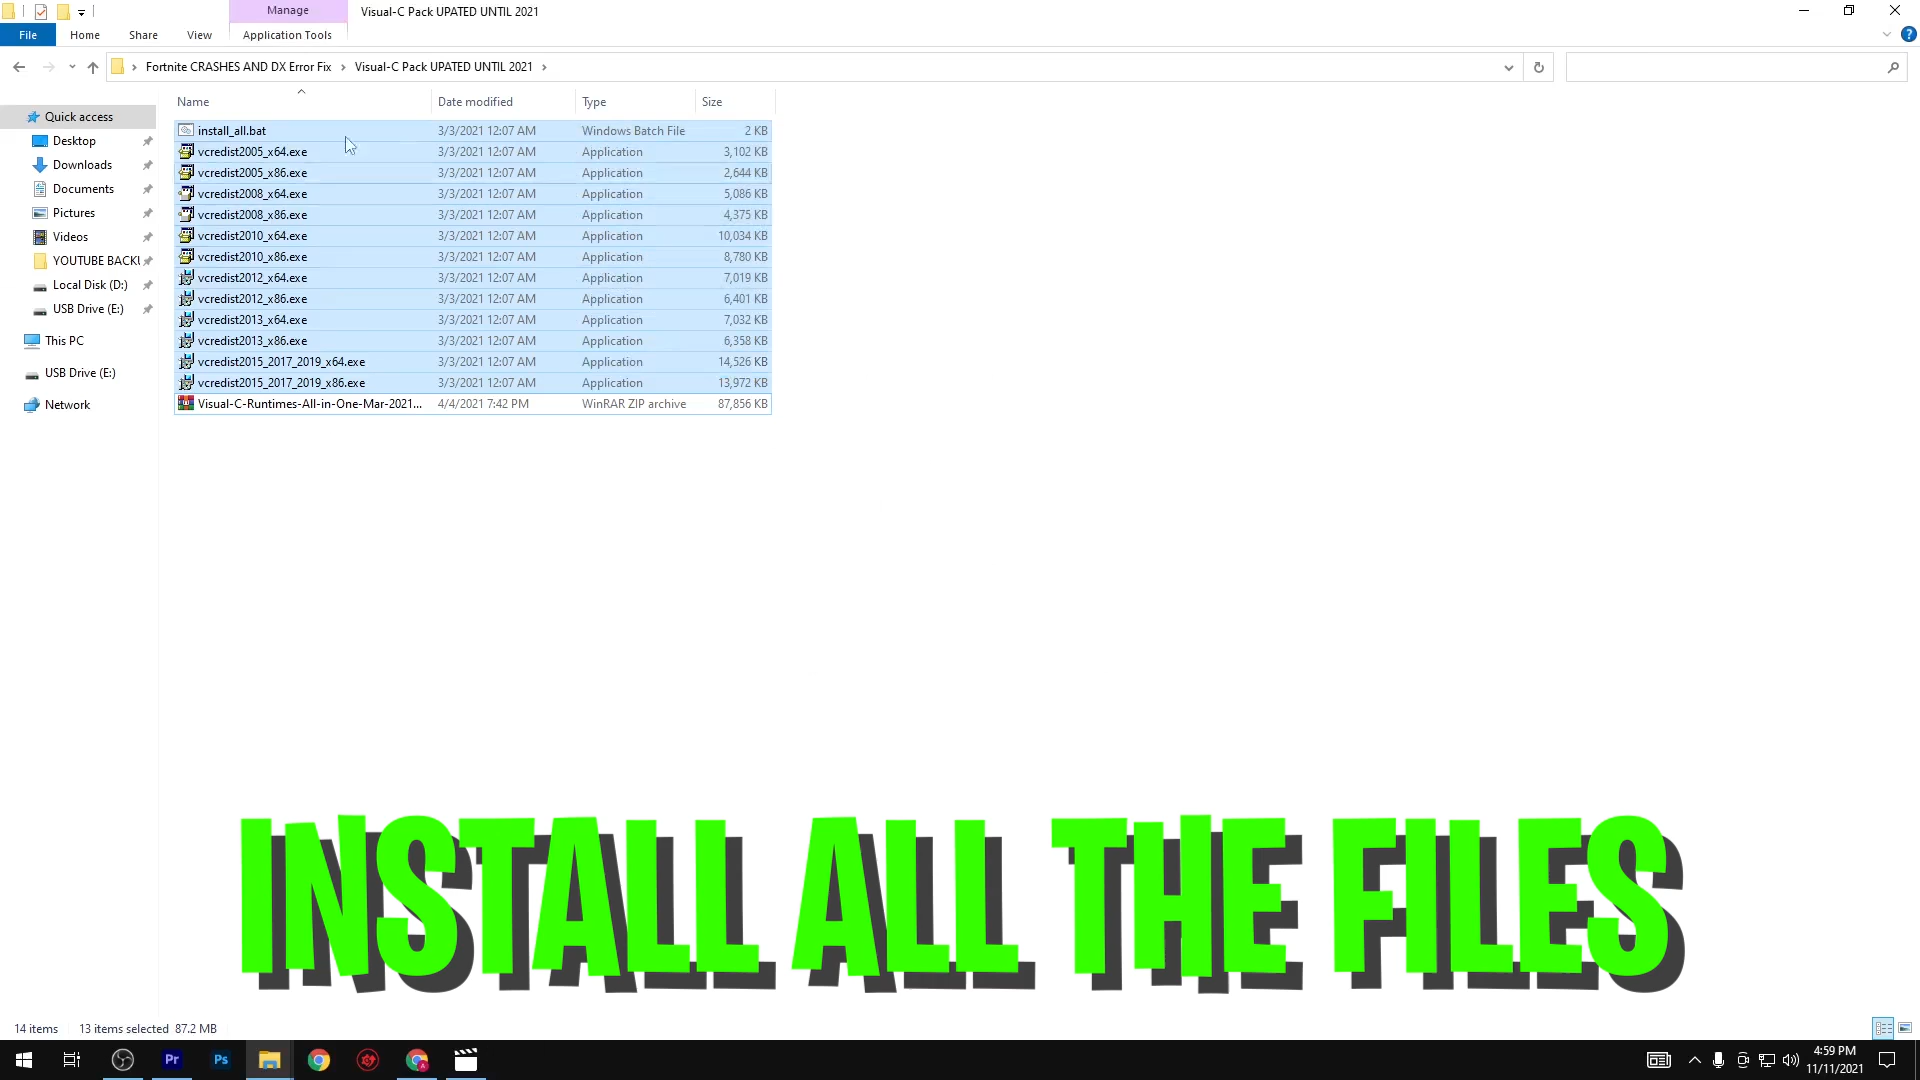 Manage
Visual-C Pack UPATED UNTIL 2021
File Home Share View Application Tools
Fortnite CRASHES AND DX Error Fix > Visual-C Pack UPATED UNTIL 2021 >
Name Date modified Type Size
Quick access
Desktop
Downloads
Documents
Pictures
Videos
YOUTUBE BACKU
Local Disk (D:)
USB Drive (E:)
This PC
USB Drive (E:)
Network
install_all.bat 3/3/2021 12:07 AM Windows Batch File 2 KB
vcredist2005_x64.exe 3/3/2021 12:07 AM Application 3,102 KB
vcredist2005_x86.exe 3/3/2021 12:07 AM Application 2,644 KB
vcredist2008_x64.exe 3/3/2021 12:07 AM Application 5,086 KB
vcredist2008_x86.exe 3/3/2021 12:07 AM Application 4,375 KB
vcredist2010_x64.exe 3/3/2021 12:07 AM Application 10,034 KB
vcredist2010_x86.exe 3/3/2021 12:07 AM Application 8,780 KB
vcredist2012_x64.exe 3/3/2021 12:07 AM Application 7,019 KB
vcredist2012_x86.exe 3/3/2021 12:07 AM Application 6,401 KB
vcredist2013_x64.exe 3/3/2021 12:07 AM Application 7,032 KB
vcredist2013_x86.exe 3/3/2021 12:07 AM Application 6,358 KB
vcredist2015_2017_2019_x64.exe 3/3/2021 12:07 AM Application 14,526 KB
vcredist2015_2017_2019_x86.exe 3/3/2021 12:07 AM Application 13,972 KB
Visual-C-Runtimes-All-in-One-Mar-2021... 4/4/2021 7:42 PM WinRAR ZIP archive 87,856 KB
INSTALL ALL THE FILES
14 items 13 items selected 87.2 MB
Pr Ps
4:59 PM
11/11/2021